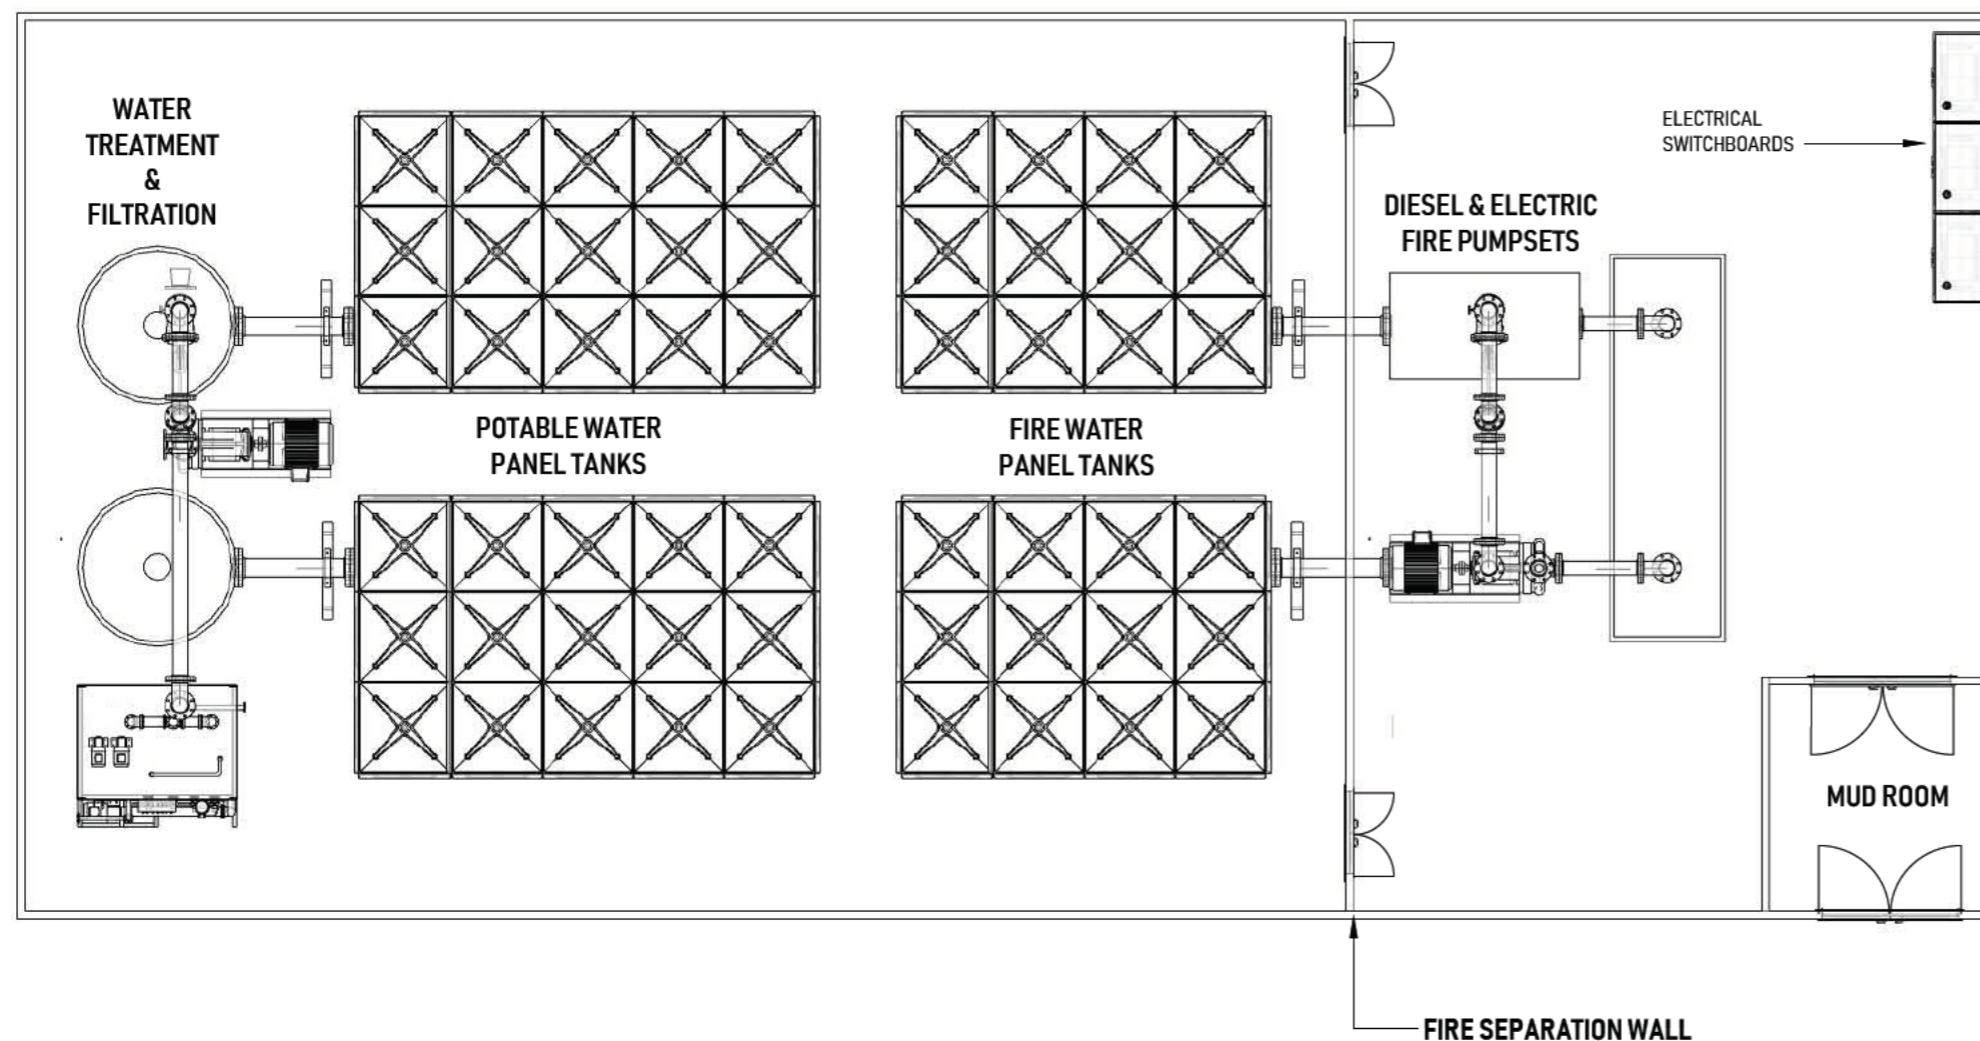 WATER
TREATMENT
&
FILTRATION
POTABLE WATER
PANEL TANKS
FIRE WATER
PANEL TANKS
DIESEL & ELECTRIC
FIRE PUMPSETS
ELECTRICAL
SWITCHBOARDS
MUD ROOM
FIRE SEPARATION WALL